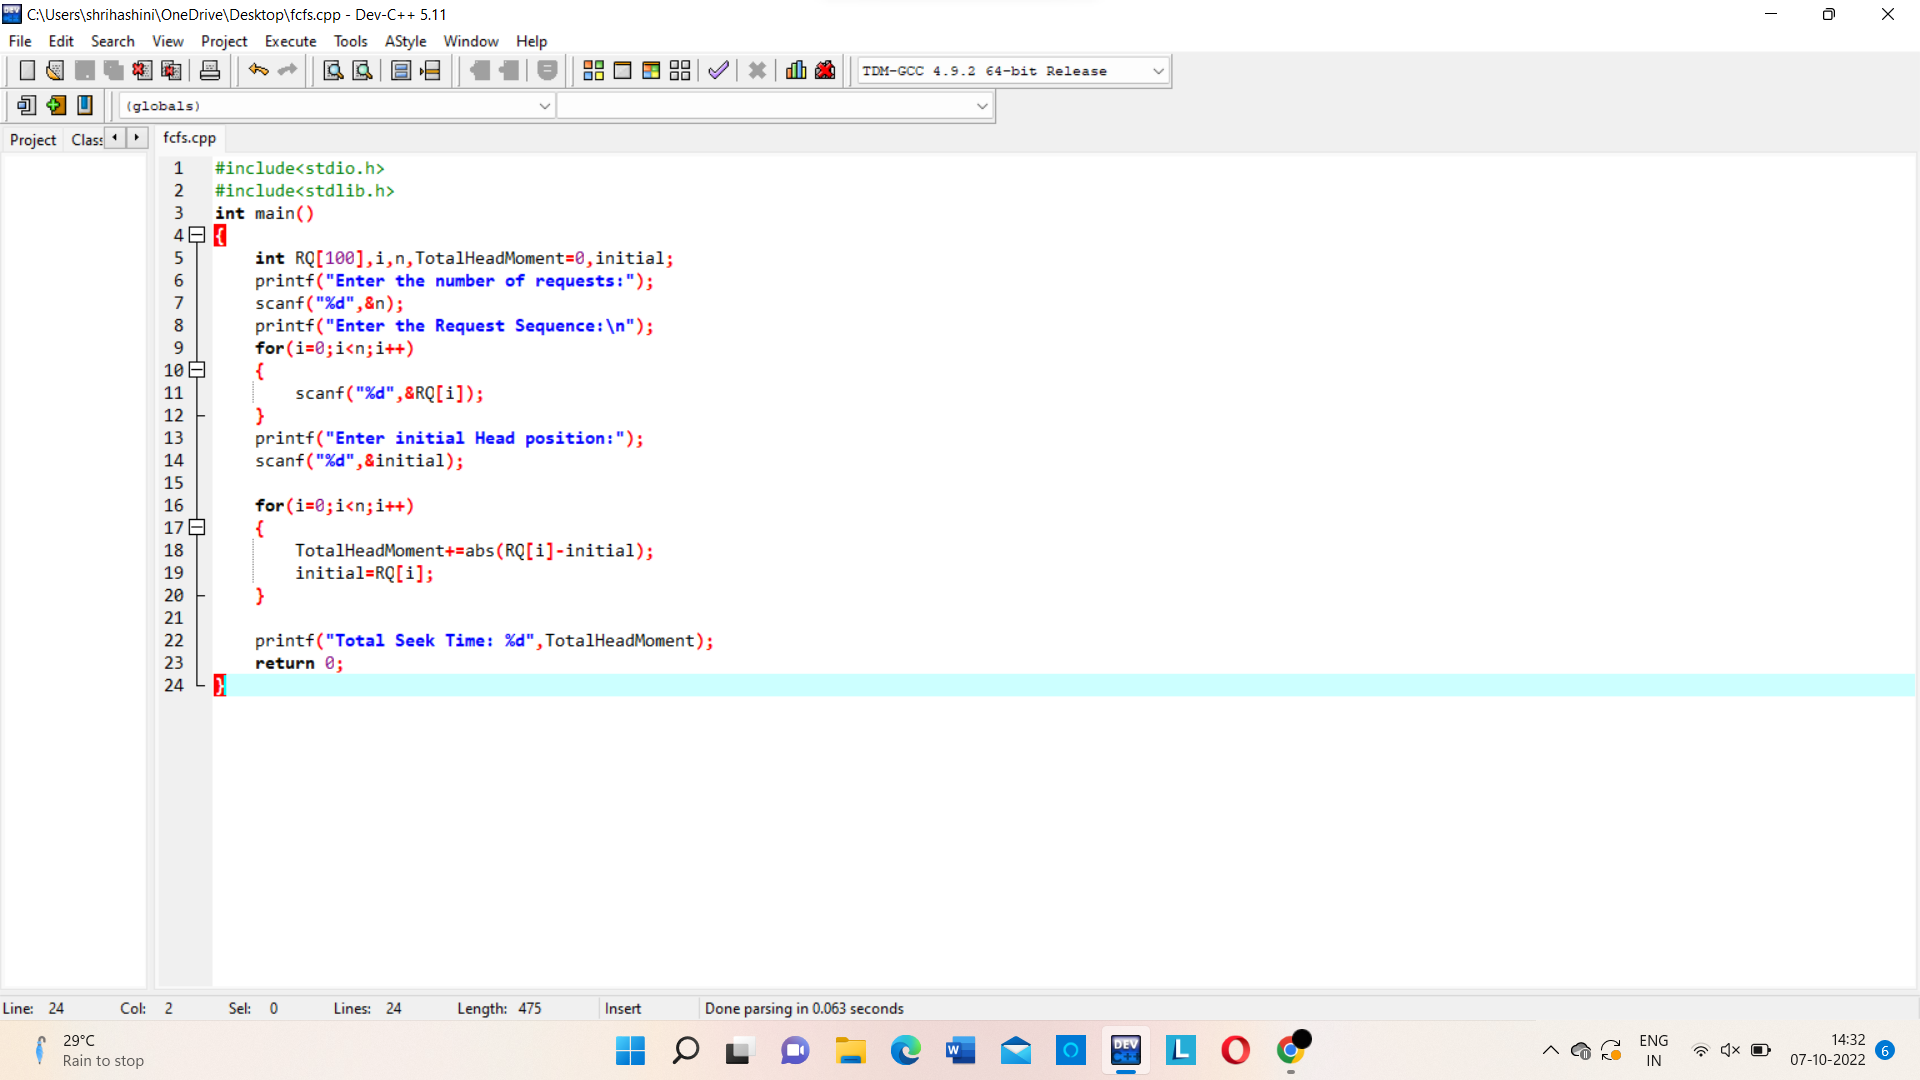 C:\Users\shrihashini\OneDrive\Desktop\fcfs.cpp - Dev-C++ 5.11
File Edit Search View Project Execute Tools AStyle Window Help
TDM-GCC 4.9.2 64-bit Release
(globals)
Project Class fcfs.cpp
1 #include<stdio.h>
2 #include<stdlib.h>
3 int main()
4 {
5 int RQ[100],i,n,TotalHeadMoment=0,initial;
6 printf("Enter the number of requests:");
7 scanf("%d",&n);
8 printf("Enter the Request Sequence:\n");
9 for(i=0;i<n;i++)
10 {
11 scanf("%d",&RQ[i]);
12 }
13 printf("Enter initial Head position:");
14 scanf("%d",&initial);
15
16 for(i=0;i<n;i++)
17 {
18 TotalHeadMoment+=abs(RQ[i]-initial);
19 initial=RQ[i];
20 }
21
22 printf("Total Seek Time: %d",TotalHeadMoment);
23 return 0;
24 }
Line: 24 Col: 2 Sel: 0 Lines: 24 Length: 475 Insert Done parsing in 0.063 seconds
29°C
Rain to stop
DEV
C++
W
L
ENG
IN
14:32
07-10-2022
6